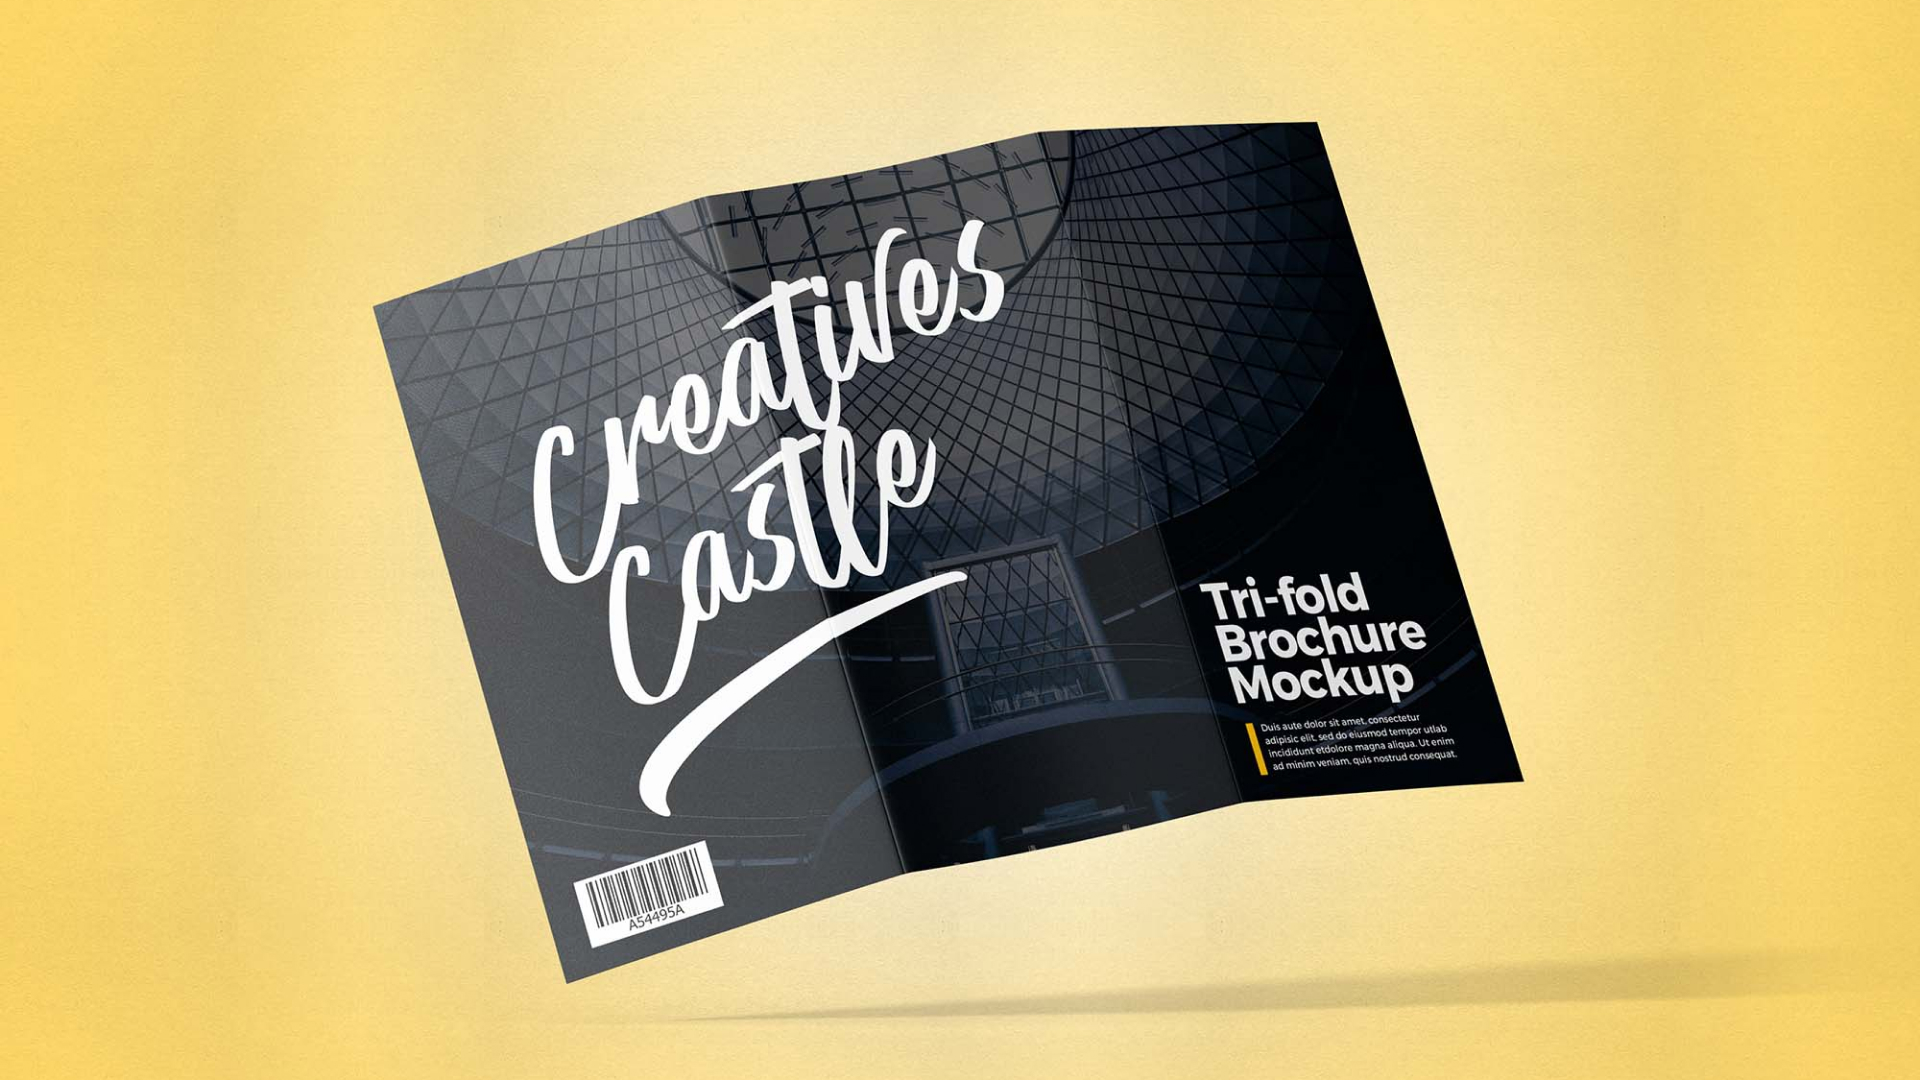 Creatives
Castle
Tri-fold
Brochure
Mockup
Duis aute dolor sit amet, consectetur
adipisic elit, sed do eiusmod tempor utlab
incididunt etdolore magna aliqua. Ut enim
ad minim veniam, quis nostrud consequat.
A54495A